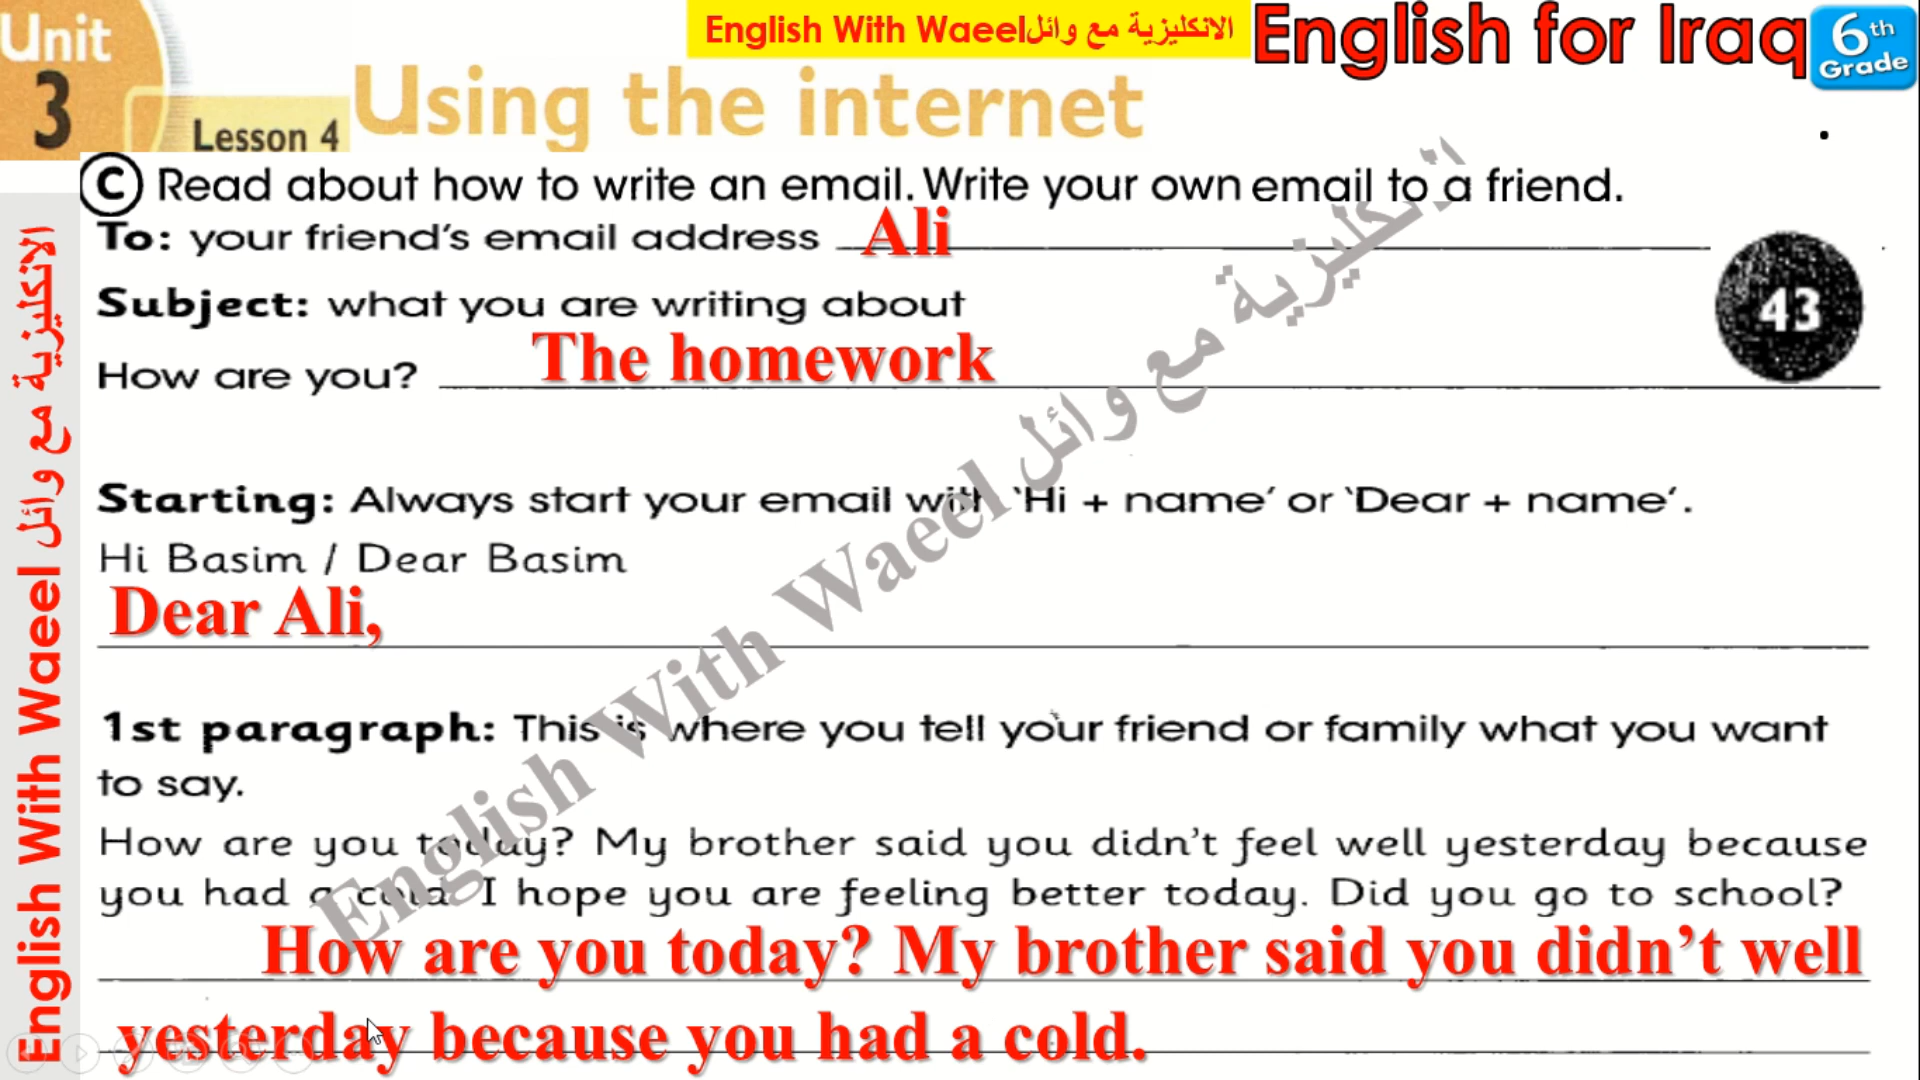 Unit
3
Lesson 4
Using the internet
English With Waeel الانكليزية مع وائل
English for Iraq
6th
Grade
C Read about how to write an email. Write your own email to a friend.
To: your friend's email address Ali
Subject: what you are writing about
43
The homework
How are you?
Starting: Always start your email with 'Hi + name' or 'Dear + name'.
Hi Basim / Dear Basim
Dear Ali,
1st paragraph: This is where you tell your friend or family what you want
to say.
How are you today? My brother said you didn't feel well yesterday because
you had a cold. I hope you are feeling better today. Did you go to school?
How are you today? My brother said you didn't well
yesterday because you had a cold.
English With Waeel الانكليزية مع وائل
English With Waeel الانكليزية مع وائل